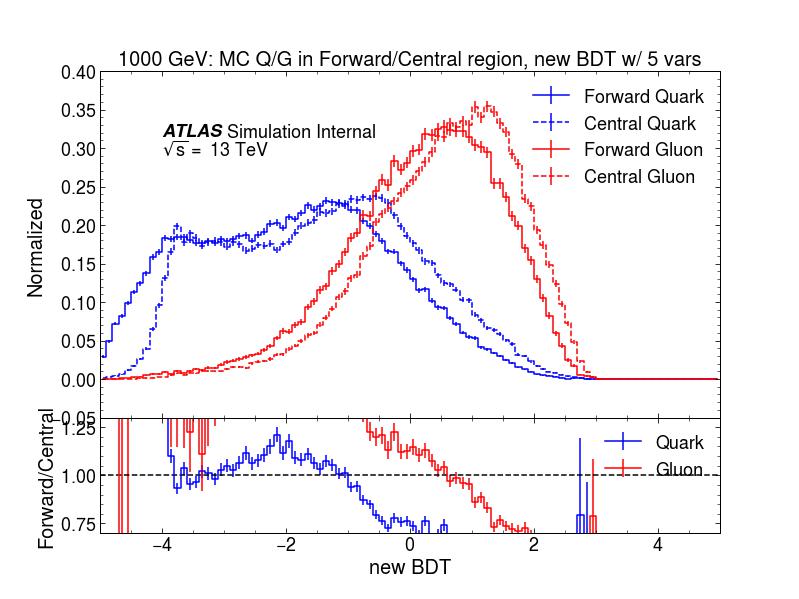 1000 GeV: MC Q/G in Forward/Central region, new BDT w/ 5 vars
0.40
0.35
0.30
0.25
0.20
0.15
0.10
0.05
0.00
0.05
Normalized
ATLAS Simulation Internal
√s = 13 TeV
Forward Quark
Central Quark
Forward Gluon
Central Gluon
1.25
1.00
0.75
Forward/Central
Quark
Gluon
−4
−2
0
2
4
new BDT